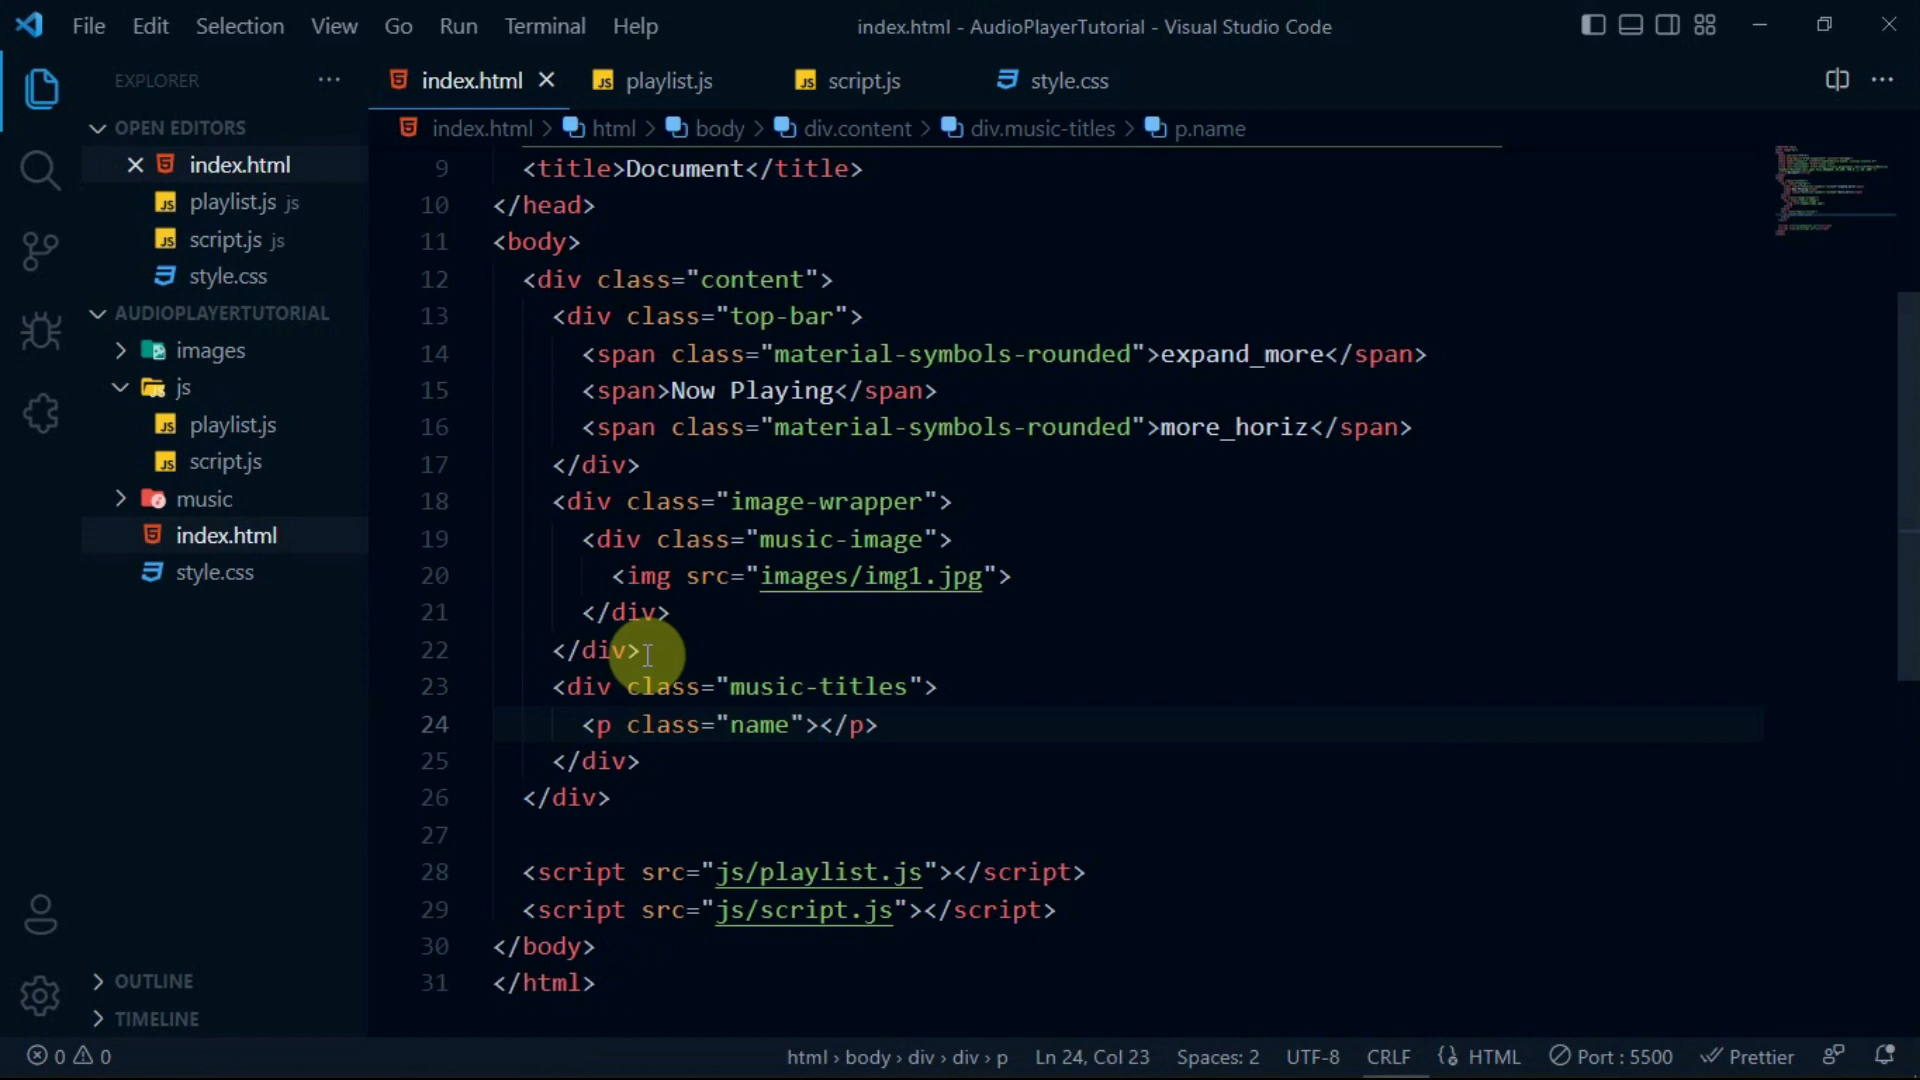 File Edit Selection View Go Run Terminal Help
index.html - AudioPlayerTutorial - Visual Studio Code
EXPLORER
index.html playlist.js script.js style.css
OPEN EDITORS
index.html
playlist.js js
script.js js
style.css
AUDIOPLAYERTUTORIAL
images
js
playlist.js
script.js
music
index.html
style.css
OUTLINE
TIMELINE
index.html > html > body > div.content > div.music-titles > p.name
9 <title>Document</title>
10 </head>
11 <body>
12 <div class="content">
13 <div class="top-bar">
14 <span class="material-symbols-rounded">expand_more</span>
15 <span>Now Playing</span>
16 <span class="material-symbols-rounded">more_horiz</span>
17 </div>
18 <div class="image-wrapper">
19 <div class="music-image">
20 <img src="images/img1.jpg">
21 </div>
22 </div>
23 <div class="music-titles">
24 <p class="name"></p>
25 </div>
26 </div>
27
28 <script src="js/playlist.js"></script>
29 <script src="js/script.js"></script>
30 </body>
31 </html>
0 0 html › body › div › div › p Ln 24, Col 23 Spaces: 2 UTF-8 CRLF HTML Port : 5500 Prettier